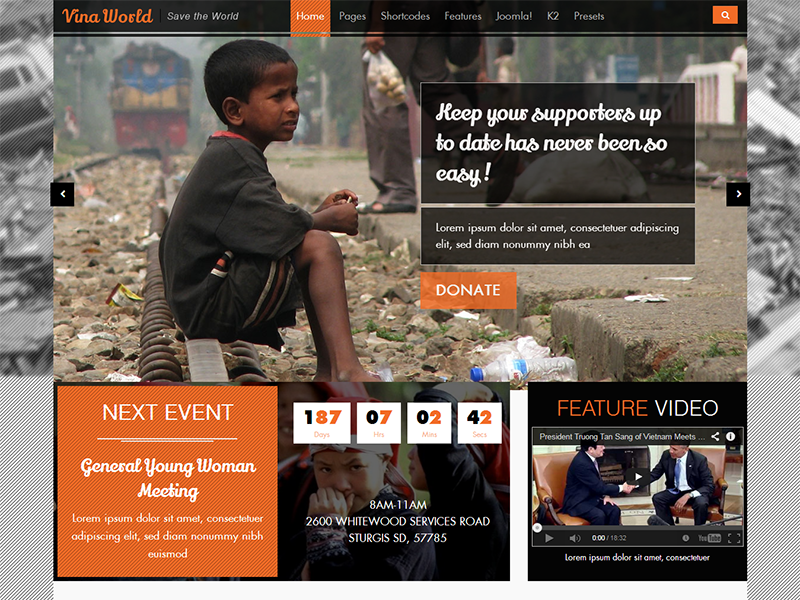 Vina World
Save the World
Home Pages Shortcodes Features Joomla! K2 Presets
Keep your supporters up
to date has never been so
easy !
Lorem ipsum dolor sit amet, consectetuer adipiscing
elit, sed diam nonummy nibh ea
DONATE
NEXT EVENT
General Young Woman
Meeting
Lorem ipsum dolor sit amet, consectetuer
adipiscing elit, sed diam nonummy nibh
euismod
187 07 02 42
Days Hrs Mins Secs
8AM-11AM
2600 WHITEWOOD SERVICES ROAD
STURGIS SD, 57785
FEATURE VIDEO
President Truong Tan Sang of Vietnam Meets ...
0:00 / 18:32
YouTube
Lorem ipsum dolor sit amet, consectetuer